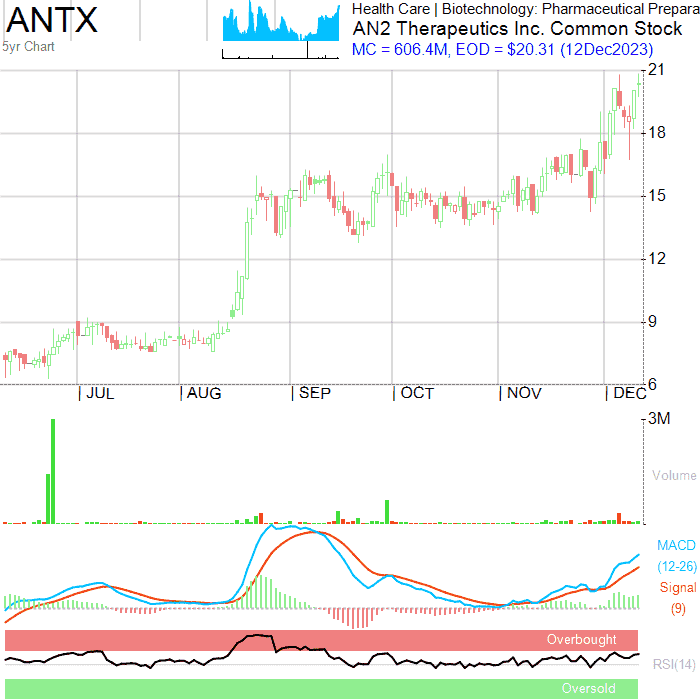 ANTX
5yr Chart
Health Care | Biotechnology: Pharmaceutical Prepara
AN2 Therapeutics Inc. Common Stock
MC = 606.4M, EOD = $20.31 (12Dec2023)
21
18
15
12
9
6
JUL
AUG
SEP
OCT
NOV
DEC
3M
Volume
MACD
(12-26)
Signal
(9)
Overbought
RSI(14)
Oversold